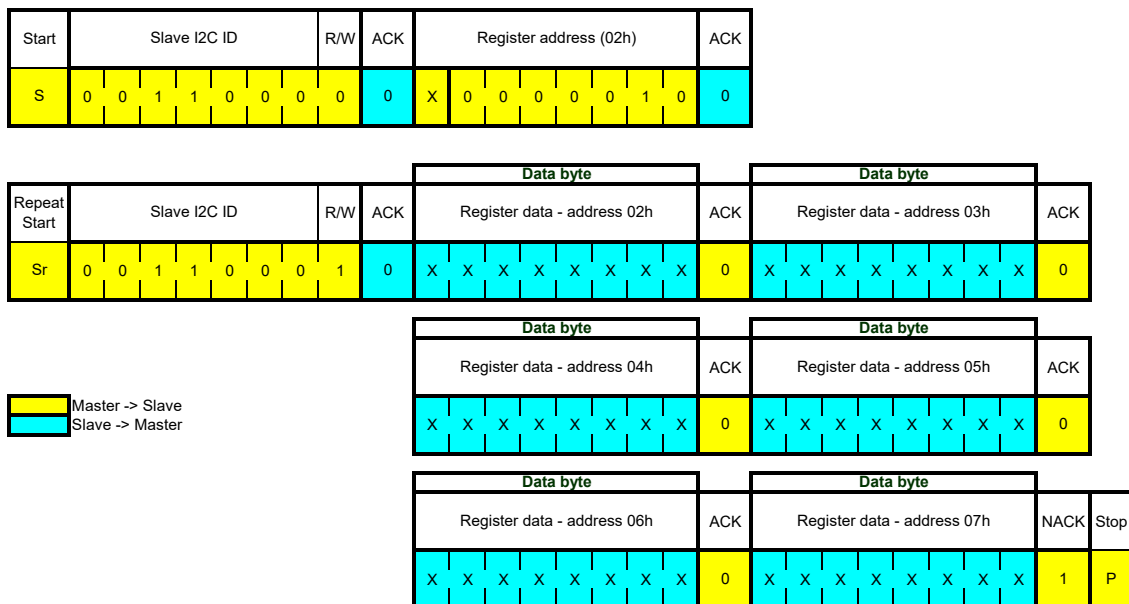 Start Slave I2C ID R/W ACK Register address (02h) ACK
S 0 0 1 1 0 0 0 0 0 X 0 0 0 0 0 1 0 0
Data byte Data byte
Repeat Start Slave I2C ID R/W ACK Register data - address 02h ACK Register data - address 03h ACK
Sr 0 0 1 1 0 0 0 1 0 X X X X X X X X 0 X X X X X X X X 0
Data byte Data byte
Register data - address 04h ACK Register data - address 05h ACK
X X X X X X X X 0 X X X X X X X X 0
Master -> Slave
Slave -> Master
Data byte Data byte
Register data - address 06h ACK Register data - address 07h NACK Stop
X X X X X X X X 0 X X X X X X X X 1 P